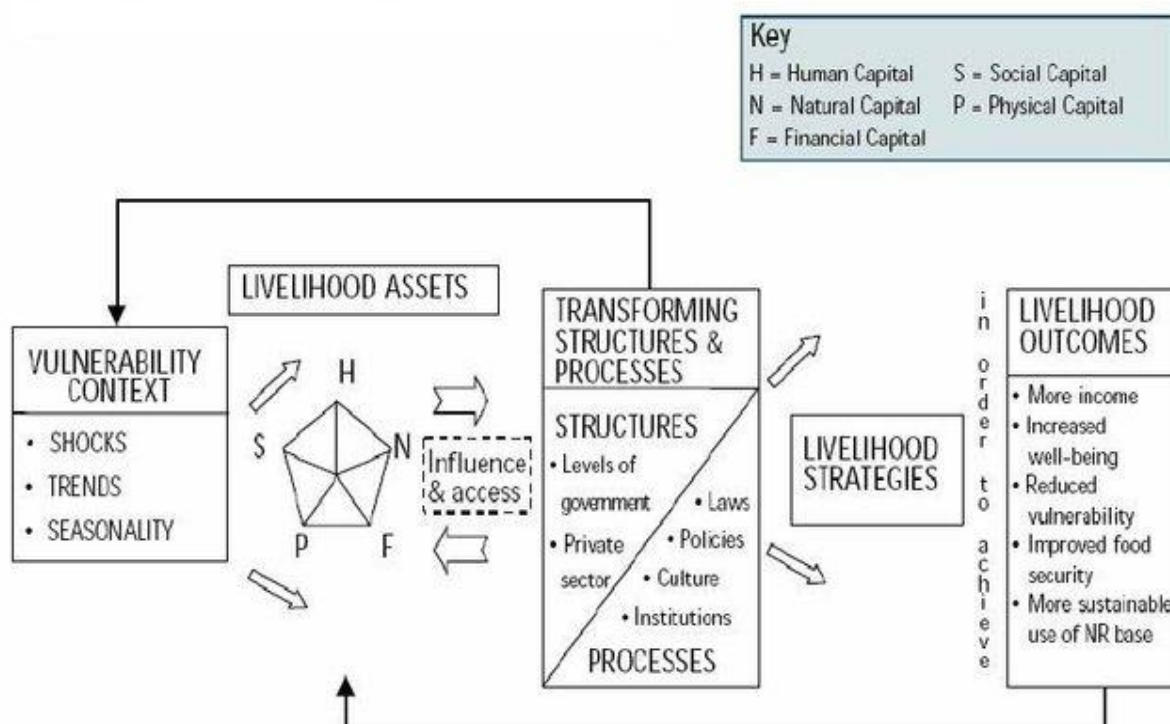 Key
H = Human Capital S = Social Capital
N = Natural Capital P = Physical Capital
F = Financial Capital
LIVELIHOOD ASSETS
VULNERABILITY
CONTEXT
• SHOCKS
• TRENDS
• SEASONALITY
H
S
N
P
F
Influence
& access
TRANSFORMING
STRUCTURES &
PROCESSES
STRUCTURES
• Levels of
government
• Private
sector
• Laws
• Policies
• Culture
• Institutions
PROCESSES
LIVELIHOOD
STRATEGIES
in order to achieve
LIVELIHOOD
OUTCOMES
• More income
• Increased
well-being
• Reduced
vulnerability
• Improved food
security
• More sustainable
use of NR base